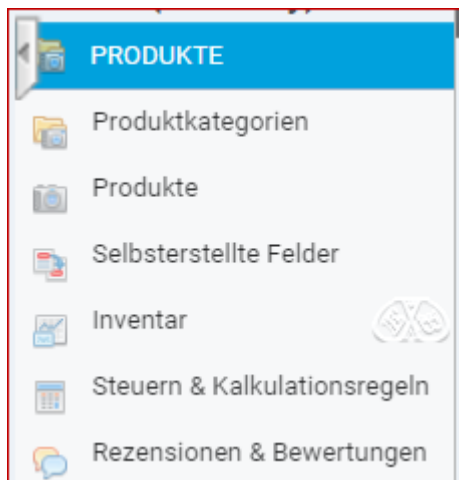 PRODUKTE
Produktkategorien
Produkte
Selbsterstellte Felder
Inventar
Steuern & Kalkulationsregeln
Rezensionen & Bewertungen